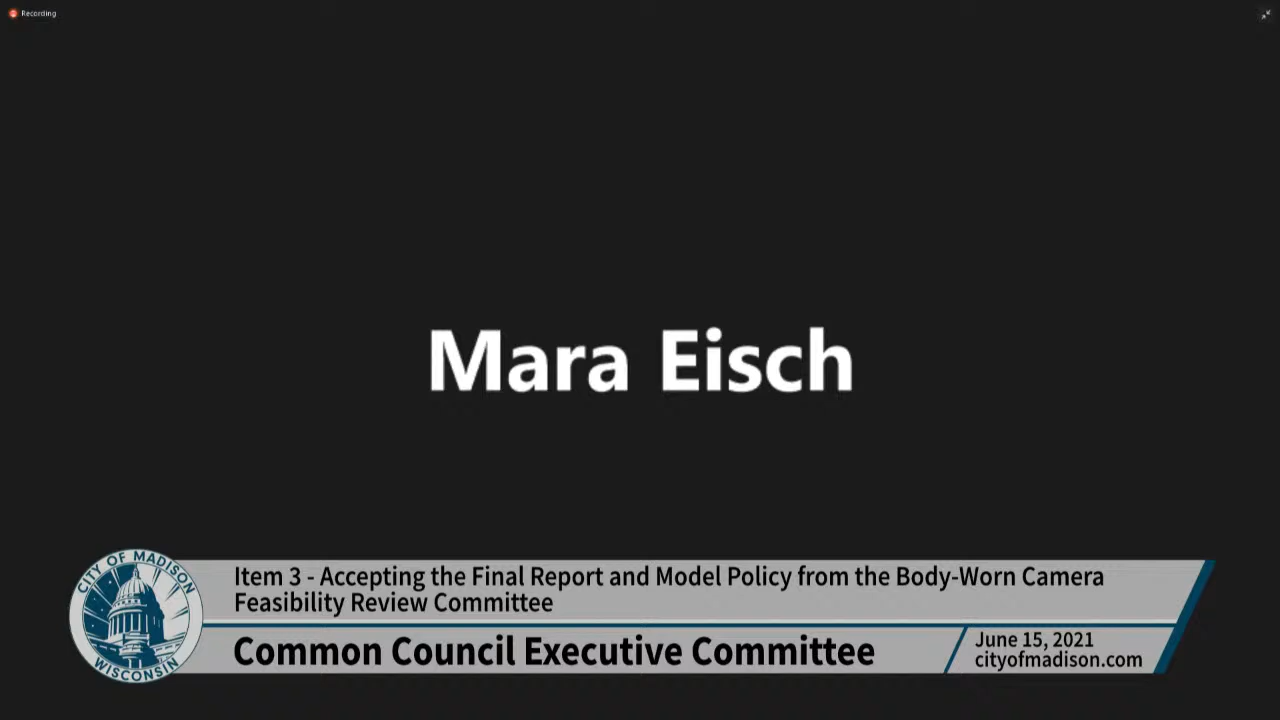 Recording
Mara Eisch
CITY OF MADISON
WISCONSIN
Item 3 - Accepting the Final Report and Model Policy from the Body-Worn Camera
Feasibility Review Committee
Common Council Executive Committee
June 15, 2021
cityofmadison.com